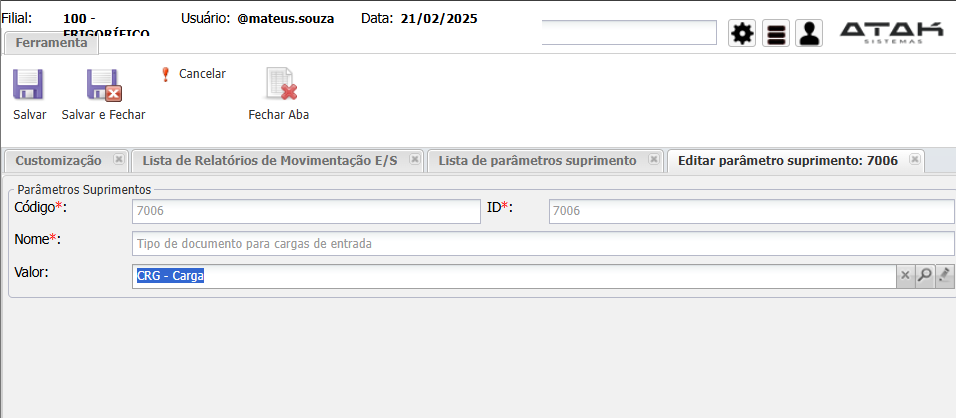 Filial: 100 - Usuário: @mateus.souza Data: 21/02/2025
FRIGORÍFICO
Ferramenta
ATAK
SISTEMAS
Salvar Salvar e Fechar Cancelar Fechar Aba
Customização Lista de Relatórios de Movimentação E/S Lista de parâmetros suprimento Editar parâmetro suprimento: 7006
Parâmetros Suprimentos
Código*: 7006 ID*: 7006
Nome*: Tipo de documento para cargas de entrada
Valor: CRG - Carga